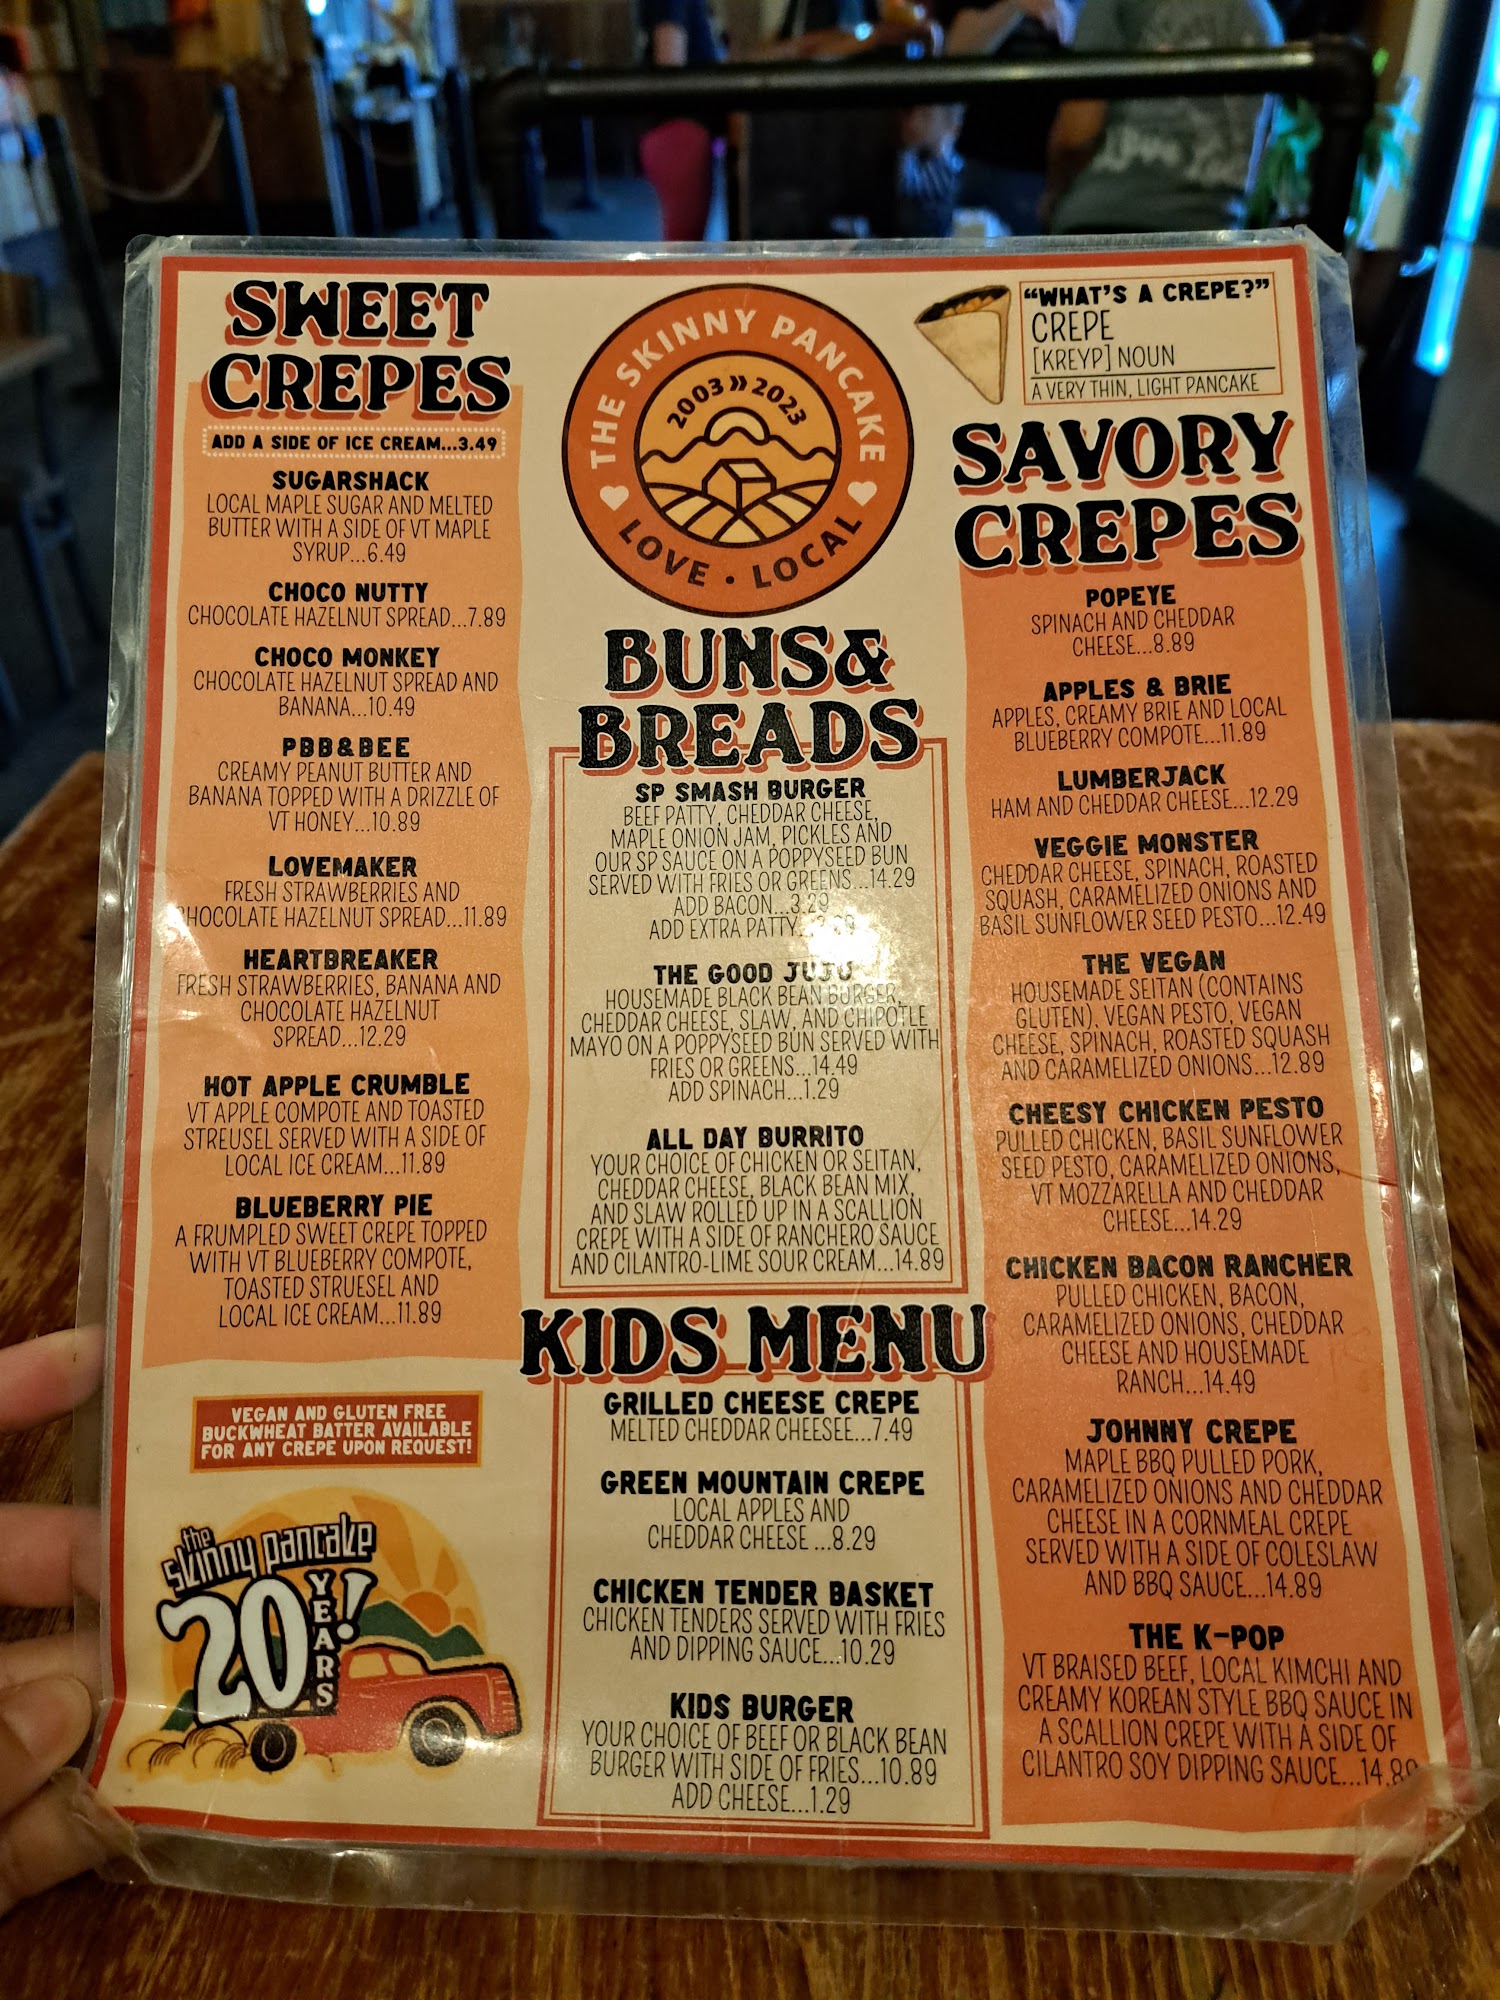 SWEET
CREPES
ADD A SIDE OF ICE CREAM...3.49
SUGARSHACK
LOCAL MAPLE SUGAR AND MELTED
BUTTER WITH A SIDE OF VT MAPLE
SYRUP...6.49
CHOCO NUTTY
CHOCOLATE HAZELNUT SPREAD...7.89
CHOCO MONKEY
CHOCOLATE HAZELNUT SPREAD AND
BANANA...10.49
PBB&BEE
CREAMY PEANUT BUTTER AND
BANANA TOPPED WITH A DRIZZLE OF
VT HONEY...10.89
LOVEMAKER
FRESH STRAWBERRIES AND
CHOCOLATE HAZELNUT SPREAD...11.89
HEARTBREAKER
FRESH STRAWBERRIES, BANANA AND
CHOCOLATE HAZELNUT
SPREAD...12.29
HOT APPLE CRUMBLE
VT APPLE COMPOTE AND TOASTED
STREUSEL SERVED WITH A SIDE OF
LOCAL ICE CREAM...11.89
BLUEBERRY PIE
A FRUMPLED SWEET CREPE TOPPED
WITH VT BLUEBERRY COMPOTE,
TOASTED STRUESEL AND
LOCAL ICE CREAM...11.89
VEGAN AND GLUTEN FREE
BUCKWHEAT BATTER AVAILABLE
FOR ANY CREPE UPON REQUEST!
the
skinny pancake
20
YEARS!
THE SKINNY PANCAKE
2003 » 2023
LOVE · LOCAL
BUNS&
BREADS
SP SMASH BURGER
BEEF PATTY, CHEDDAR CHEESE,
MAPLE ONION JAM, PICKLES AND
OUR SP SAUCE ON A POPPYSEED BUN
SERVED WITH FRIES OR GREENS...14.29
ADD BACON...3.29
ADD EXTRA PATTY
THE GOOD JUJU
HOUSEMADE BLACK BEAN BURGER,
CHEDDAR CHEESE, SLAW, AND CHIPOTLE
MAYO ON A POPPYSEED BUN SERVED WITH
FRIES OR GREENS...14.49
ADD SPINACH...1.29
ALL DAY BURRITO
YOUR CHOICE OF CHICKEN OR SEITAN,
CHEDDAR CHEESE, BLACK BEAN MIX,
AND SLAW ROLLED UP IN A SCALLION
CREPE WITH A SIDE OF RANCHERO SAUCE
AND CILANTRO-LIME SOUR CREAM...14.89
KIDS MENU
GRILLED CHEESE CREPE
MELTED CHEDDAR CHEESEE...7.49
GREEN MOUNTAIN CREPE
LOCAL APPLES AND
CHEDDAR CHEESE ...8.29
CHICKEN TENDER BASKET
CHICKEN TENDERS SERVED WITH FRIES
AND DIPPING SAUCE...10.29
KIDS BURGER
YOUR CHOICE OF BEEF OR BLACK BEAN
BURGER WITH SIDE OF FRIES...10.89
ADD CHEESE...1.29
"WHAT'S A CREPE?"
CREPE
[KREYP] NOUN
A VERY THIN, LIGHT PANCAKE
SAVORY
CREPES
POPEYE
SPINACH AND CHEDDAR
CHEESE...8.89
APPLES & BRIE
APPLES, CREAMY BRIE AND LOCAL
BLUEBERRY COMPOTE...11.89
LUMBERJACK
HAM AND CHEDDAR CHEESE...12.29
VEGGIE MONSTER
CHEDDAR CHEESE, SPINACH, ROASTED
SQUASH, CARAMELIZED ONIONS AND
BASIL SUNFLOWER SEED PESTO...12.49
THE VEGAN
HOUSEMADE SEITAN (CONTAINS
GLUTEN), VEGAN PESTO, VEGAN
CHEESE, SPINACH, ROASTED SQUASH
AND CARAMELIZED ONIONS...12.89
CHEESY CHICKEN PESTO
PULLED CHICKEN, BASIL SUNFLOWER
SEED PESTO, CARAMELIZED ONIONS,
VT MOZZARELLA AND CHEDDAR
CHEESE...14.29
CHICKEN BACON RANCHER
PULLED CHICKEN, BACON,
CARAMELIZED ONIONS, CHEDDAR
CHEESE AND HOUSEMADE
RANCH...14.49
JOHNNY CREPE
MAPLE BBQ PULLED PORK,
CARAMELIZED ONIONS AND CHEDDAR
CHEESE IN A CORNMEAL CREPE
SERVED WITH A SIDE OF COLESLAW
AND BBQ SAUCE...14.89
THE K-POP
VT BRAISED BEEF, LOCAL KIMCHI AND
CREAMY KOREAN STYLE BBQ SAUCE IN
A SCALLION CREPE WITH A SIDE OF
CILANTRO SOY DIPPING SAUCE...14.89